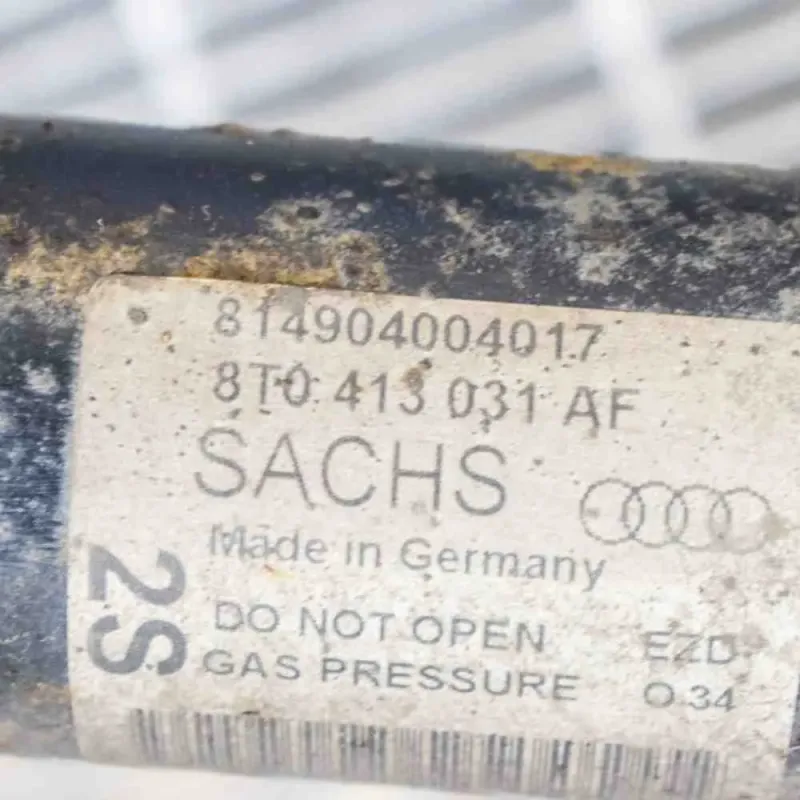 814904004017
8T0 413 031 AF
SACHS
Made in Germany
2S
DO NOT OPEN EZD
GAS PRESSURE O 34